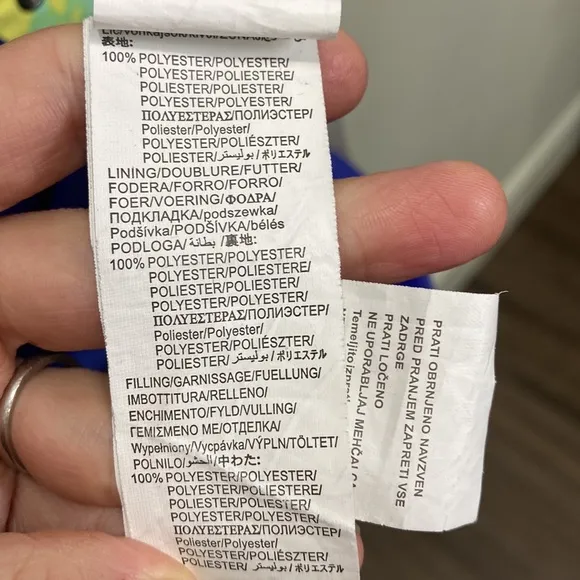 表地:
100% POLYESTER/POLYESTER/
POLYESTER/POLIESTERE/
POLIESTER/POLIESTER/
POLYESTER/POLYESTER/
ΠΟΛΥΕΣΤΕΡΑΣ/ПОЛИЭСТЕР/
Poliester/Polyester/
POLYESTER/POLIÉSZTER/
POLIESTER/بوليستر/ポリエステル
LINING/DOUBLURE/FUTTER/
FODERA/FORRO/FORRO/
FOER/VOERING/ΦΟΔΡΑ/
ПОДКЛАДКА/podszewka/
Podšívka/PODŠÍVKA/bélés
PODLOGA/بطانة/裏地:
100% POLYESTER/POLYESTER/
POLYESTER/POLIESTERE/
POLIESTER/POLIESTER/
POLYESTER/POLYESTER/
ΠΟΛΥΕΣΤΕΡΑΣ/ПОЛИЭСТЕР/
Poliester/Polyester/
POLYESTER/POLIÉSZTER/
POLIESTER/بوليستر/ポリエステル
FILLING/GARNISSAGE/FUELLUNG/
IMBOTTITURA/RELLENO/
ENCHIMENTO/FYLD/VULLING/
ΓΕΜΙΣΜΕΝΟ ΜΕ/ОТДЕЛКА/
Wypełniony/Vycpávka/VÝPLN/TÖLTET/
POLNILO/الحشو/中わた:
100% POLYESTER/POLYESTER/
POLYESTER/POLIESTERE/
POLIESTER/POLIESTER/
POLYESTER/POLYESTER/
ΠΟΛΥΕΣΤΕΡΑΣ/ПОЛИЭСТЕР/
Poliester/Polyester/
POLYESTER/POLIÉSZTER/
POLIESTER/بوليستر/ポリエステル
PRATI OBRNJENO NAVZVEN
PRED PRANJEM ZAPRETI VSE
ZADRGE
PRATI LOČENO
NE UPORABLJAJ
Temeljito